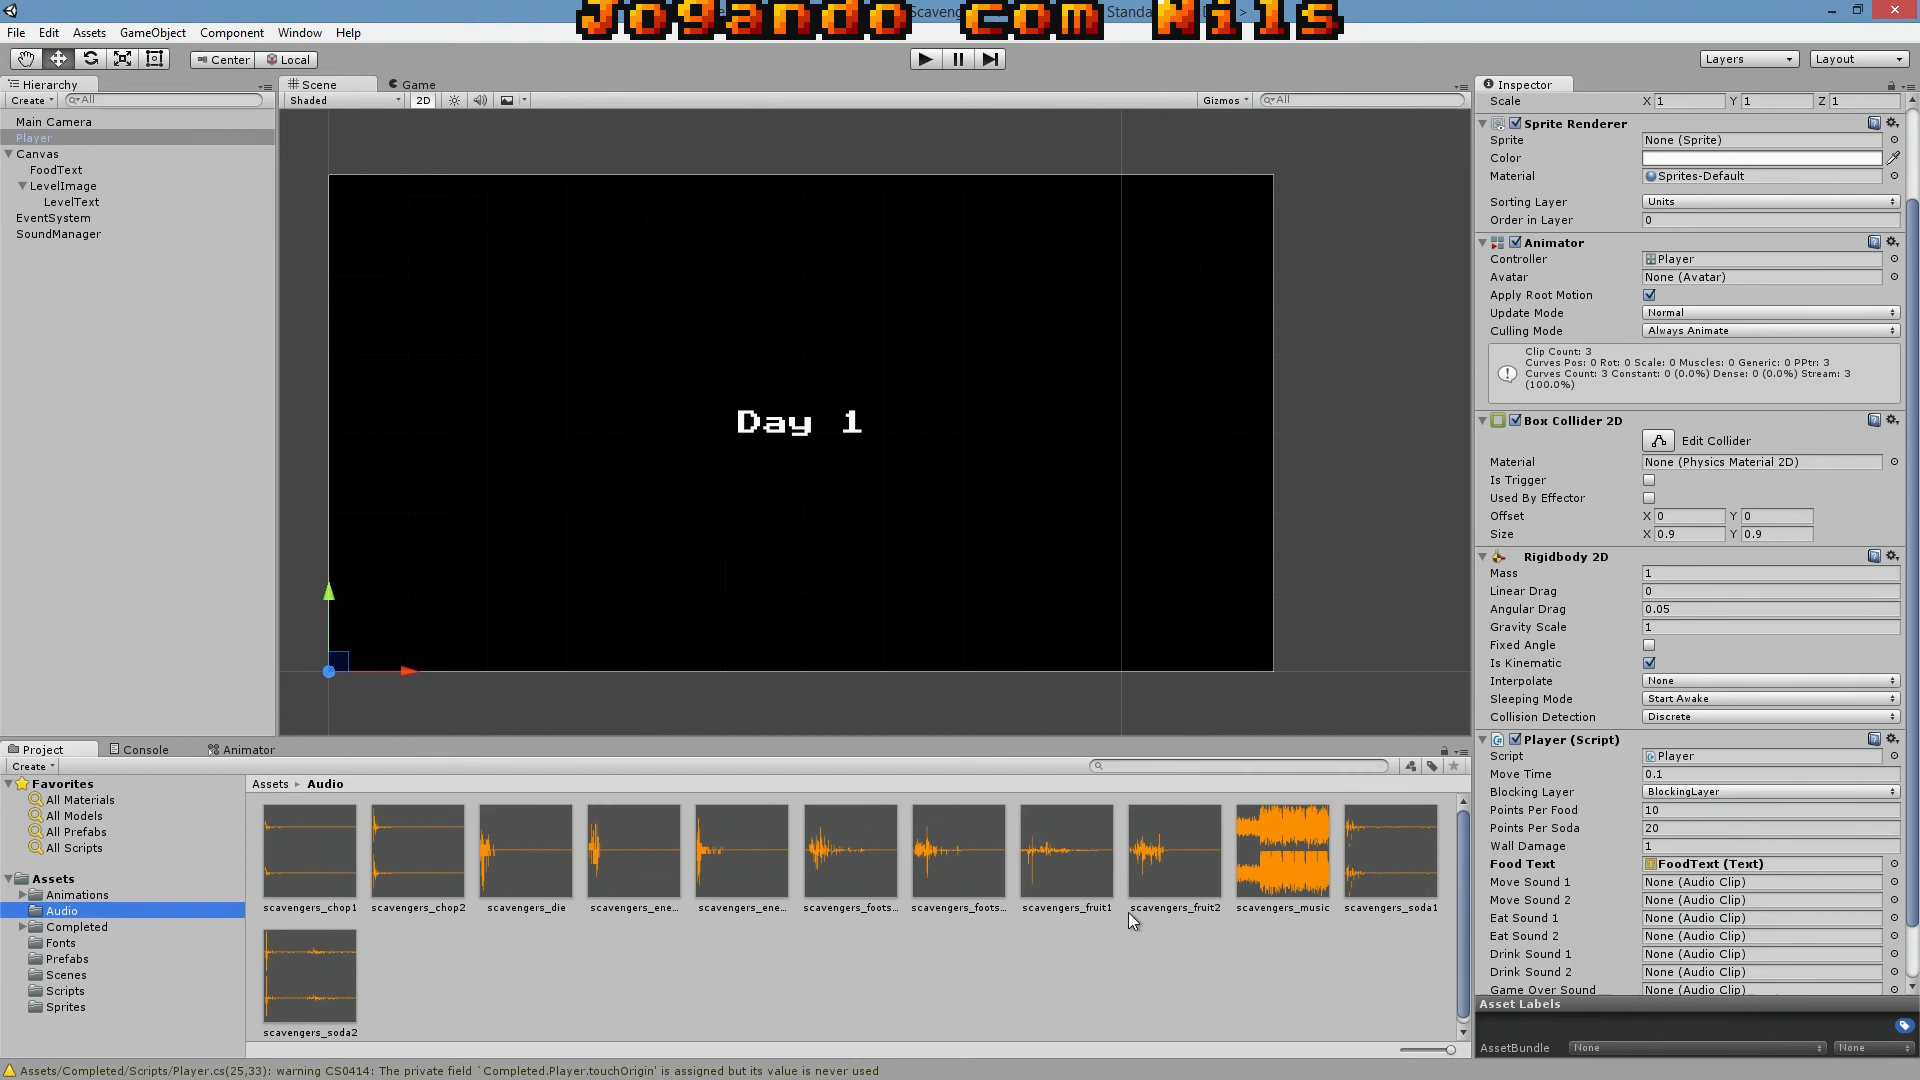 Jogando com Nils
Scaveng
Standa
>
File Edit Assets GameObject Component Window Help
Center Local
Layers Layout
Hierarchy
Create All
Main Camera
Player
Canvas
FoodText
LevelImage
LevelText
EventSystem
SoundManager
Scene Game
Shaded 2D Gizmos All
Day 1
Inspector
Scale X 1 Y 1 Z 1
Sprite Renderer
Sprite None (Sprite)
Color
Material Sprites-Default
Sorting Layer Units
Order in Layer 0
Animator
Controller Player
Avatar None (Avatar)
Apply Root Motion
Update Mode Normal
Culling Mode Always Animate
Clip Count: 3
Curves Pos: 0 Rot: 0 Scale: 0 Muscles: 0 Generic: 0 PPtr: 3
Curves Count: 3 Constant: 0 (0.0%) Dense: 0 (0.0%) Stream: 3
(100.0%)
Box Collider 2D
Edit Collider
Material None (Physics Material 2D)
Is Trigger
Used By Effector
Offset X 0 Y 0
Size X 0.9 Y 0.9
Rigidbody 2D
Mass 1
Linear Drag 0
Angular Drag 0.05
Gravity Scale 1
Fixed Angle
Is Kinematic
Interpolate None
Sleeping Mode Start Awake
Collision Detection Discrete
Player (Script)
Script Player
Move Time 0.1
Blocking Layer BlockingLayer
Points Per Food 10
Points Per Soda 20
Wall Damage 1
Food Text FoodText (Text)
Move Sound 1 None (Audio Clip)
Move Sound 2 None (Audio Clip)
Eat Sound 1 None (Audio Clip)
Eat Sound 2 None (Audio Clip)
Drink Sound 1 None (Audio Clip)
Drink Sound 2 None (Audio Clip)
Game Over Sound None (Audio Clip)
Asset Labels
AssetBundle None None
Project Console Animator
Create
Favorites
All Materials
All Models
All Prefabs
All Scripts
Assets
Animations
Audio
Completed
Fonts
Prefabs
Scenes
Scripts
Sprites
Assets Audio
scavengers_chop1 scavengers_chop2 scavengers_die scavengers_ene... scavengers_ene... scavengers_foots... scavengers_foots... scavengers_fruit1 scavengers_fruit2 scavengers_music scavengers_soda1
scavengers_soda2
Assets/Completed/Scripts/Player.cs(25,33): warning CS0414: The private field `Completed.Player.touchOrigin' is assigned but its value is never used